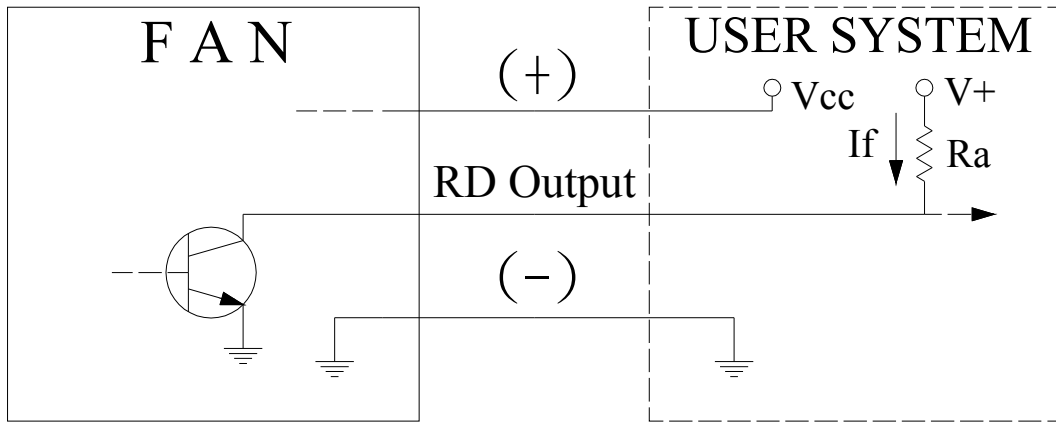 F A N
USER SYSTEM
(+)
Vcc
V+
If
Ra
RD Output
(-)